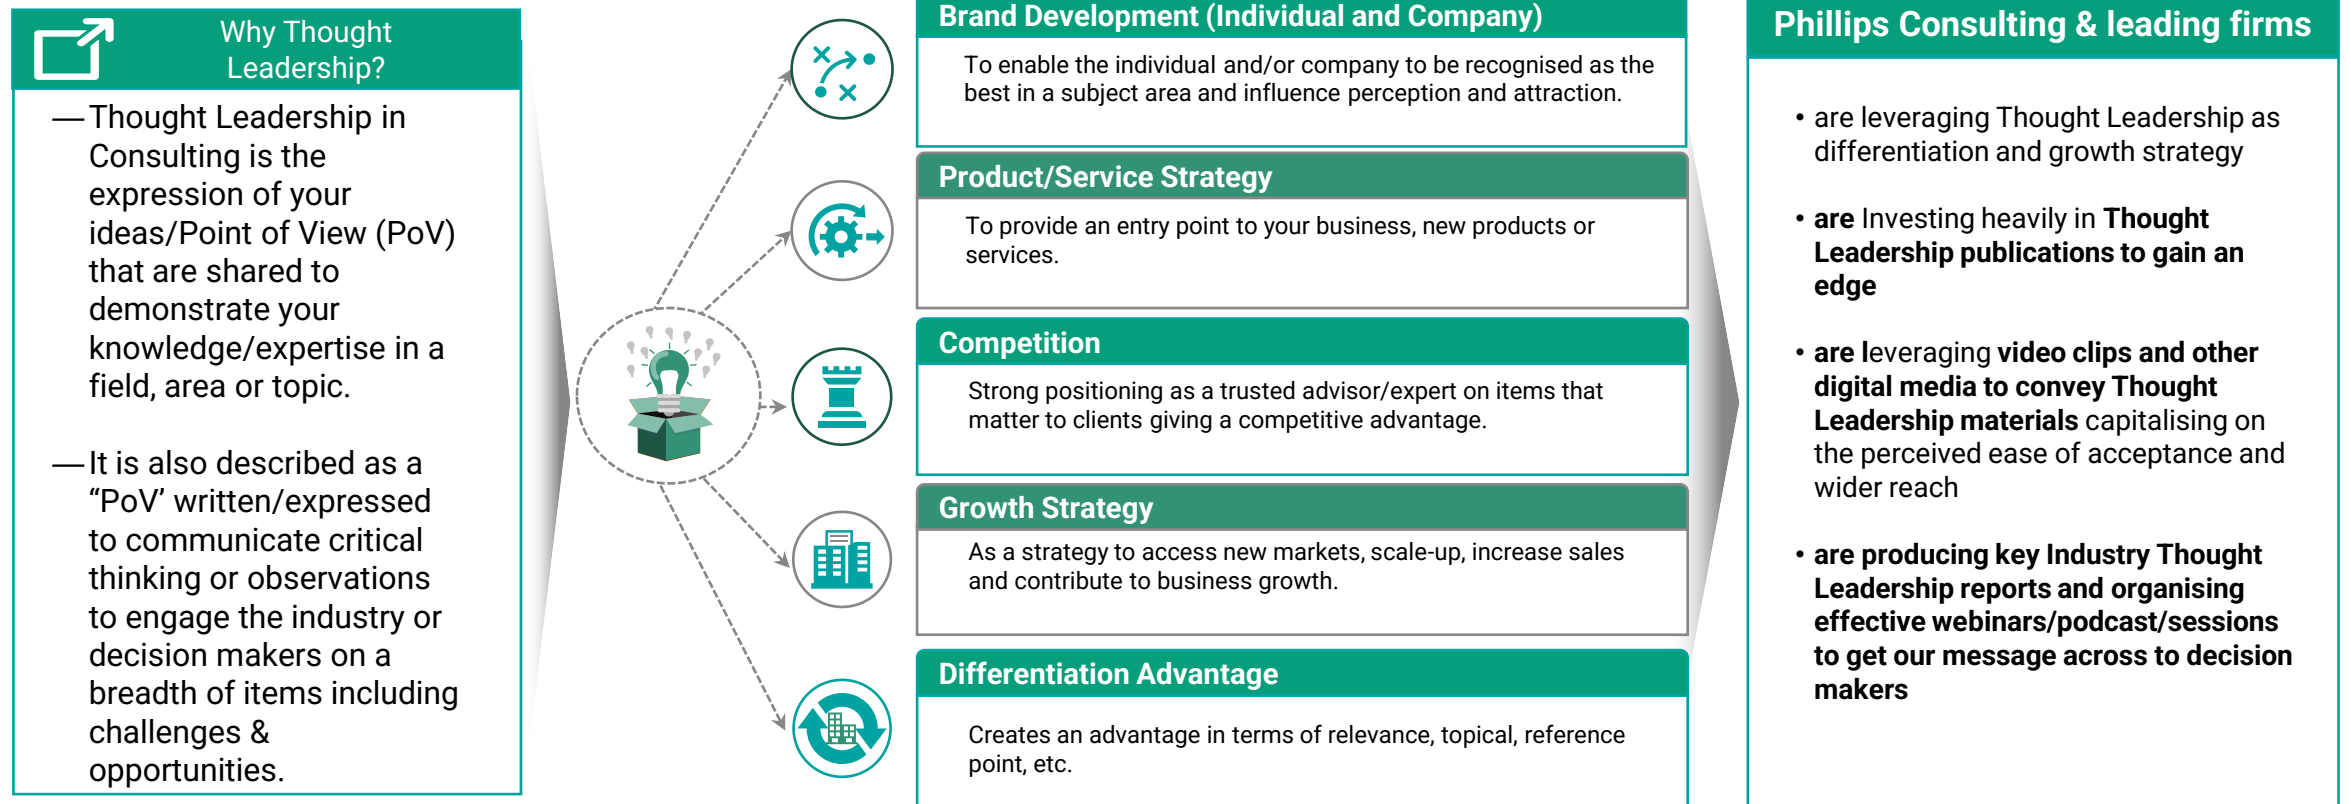 Why Thought
Leadership?
— Thought Leadership in
Consulting is the
expression of your
ideas/Point of View (PoV)
that are shared to
demonstrate your
knowledge/expertise in a
field, area or topic.
— It is also described as a
“PoV’ written/expressed
to communicate critical
thinking or observations
to engage the industry or
decision makers on a
breadth of items including
challenges &
opportunities.
Brand Development (Individual and Company)
To enable the individual and/or company to be recognised as the
best in a subject area and influence perception and attraction.
Product/Service Strategy
To provide an entry point to your business, new products or
services.
Competition
Strong positioning as a trusted advisor/expert on items that
matter to clients giving a competitive advantage.
Growth Strategy
As a strategy to access new markets, scale-up, increase sales
and contribute to business growth.
Differentiation Advantage
Creates an advantage in terms of relevance, topical, reference
point, etc.
Phillips Consulting & leading firms
• are leveraging Thought Leadership as
differentiation and growth strategy
• are Investing heavily in Thought
Leadership publications to gain an
edge
• are leveraging video clips and other
digital media to convey Thought
Leadership materials capitalising on
the perceived ease of acceptance and
wider reach
• are producing key Industry Thought
Leadership reports and organising
effective webinars/podcast/sessions
to get our message across to decision
makers